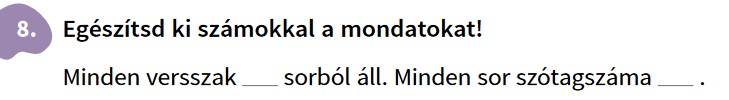 8. Egészítsd ki számokkal a mondatokat!
Minden versszak ___ sorból áll. Minden sor szótagszáma ___ .